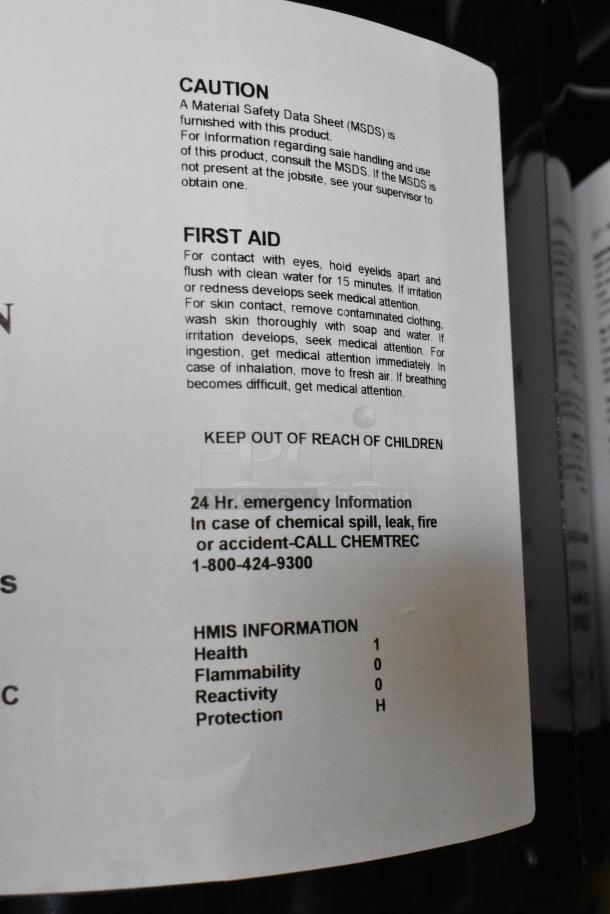 CAUTION
A Material Safety Data Sheet (MSDS) is
furnished with this product.
For Information regarding sale handling and use
of this product, consult the MSDS. If the MSDS is
not present at the jobsite, see your supervisor to
obtain one.
FIRST AID
For contact with eyes, hoid eyelids apart and
flush with clean water for 15 minutes. If irritation
or redness develops seek medical attention.
For skin contact, remove contaminated clothing,
wash skin thoroughly with soap and water. If
irritation develops, seek medical attention. For
ingestion, get medical attention immediately. In
case of inhalation, move to fresh air. If breathing
becomes difficult, get medical attention.
KEEP OUT OF REACH OF CHILDREN
24 Hr. emergency Information
In case of chemical spill, leak, fire
or accident-CALL CHEMTREC
1-800-424-9300
HMIS INFORMATION
Health 1
Flammability 0
Reactivity 0
Protection H
N
S
C
PCI